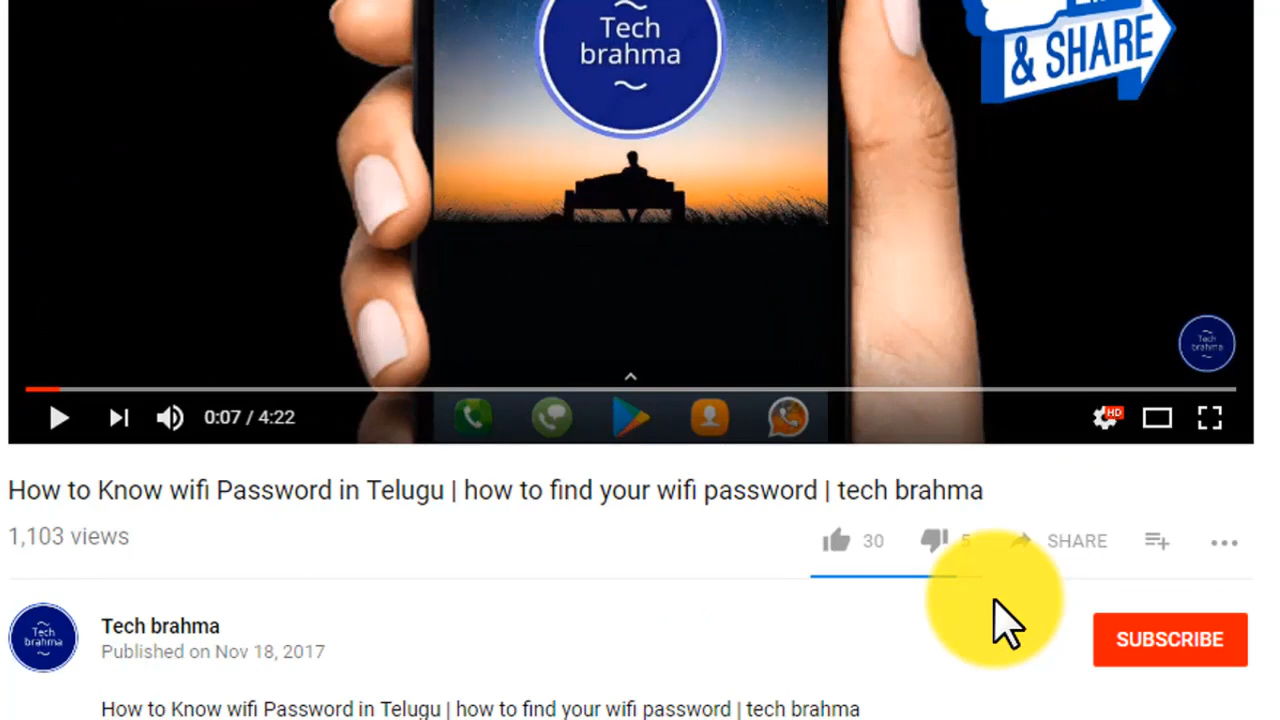 Tech
brahma
& SHARE
Tech
brahma
0:07 / 4:22
HD
How to Know wifi Password in Telugu | how to find your wifi password | tech brahma
1,103 views
30
5
SHARE
Tech
brahma
Tech brahma
Published on Nov 18, 2017
SUBSCRIBE
How to Know wifi Password in Telugu | how to find your wifi password | tech brahma